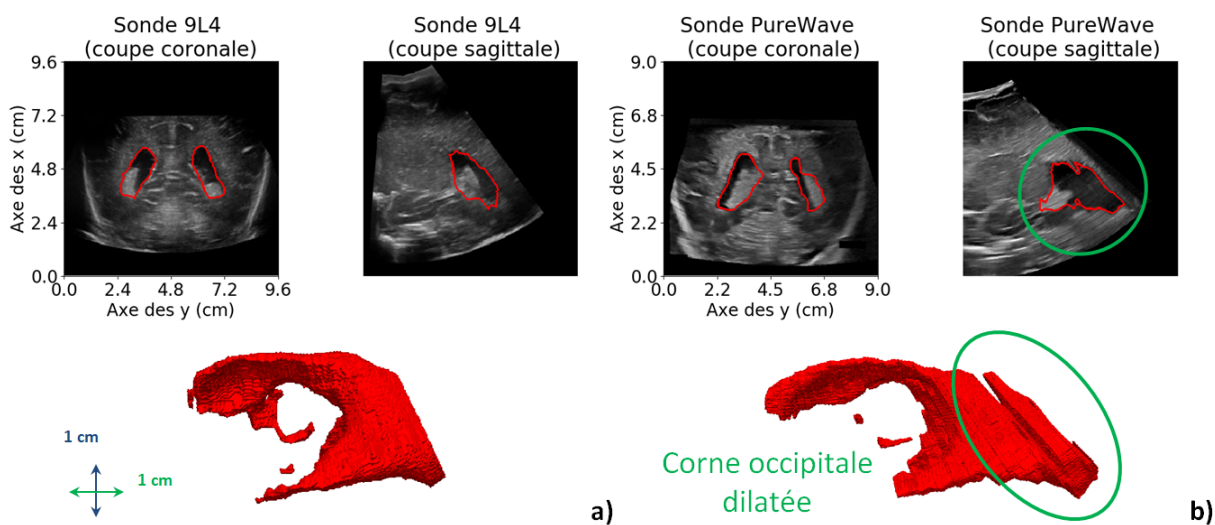 Sonde 9L4
(coupe coronale)
Sonde 9L4
(coupe sagittale)
Sonde PureWave
(coupe coronale)
Sonde PureWave
(coupe sagittale)
Axe des x (cm)
9.6
7.2
4.8
2.4
0.0
0.0 2.4 4.8 7.2 9.6
Axe des y (cm)
Axe des x (cm)
9.0
6.8
4.5
2.2
0.0
0.0 2.2 4.5 6.8 9.0
Axe des y (cm)
1 cm
1 cm
a)
Corne occipitale
dilatée
b)